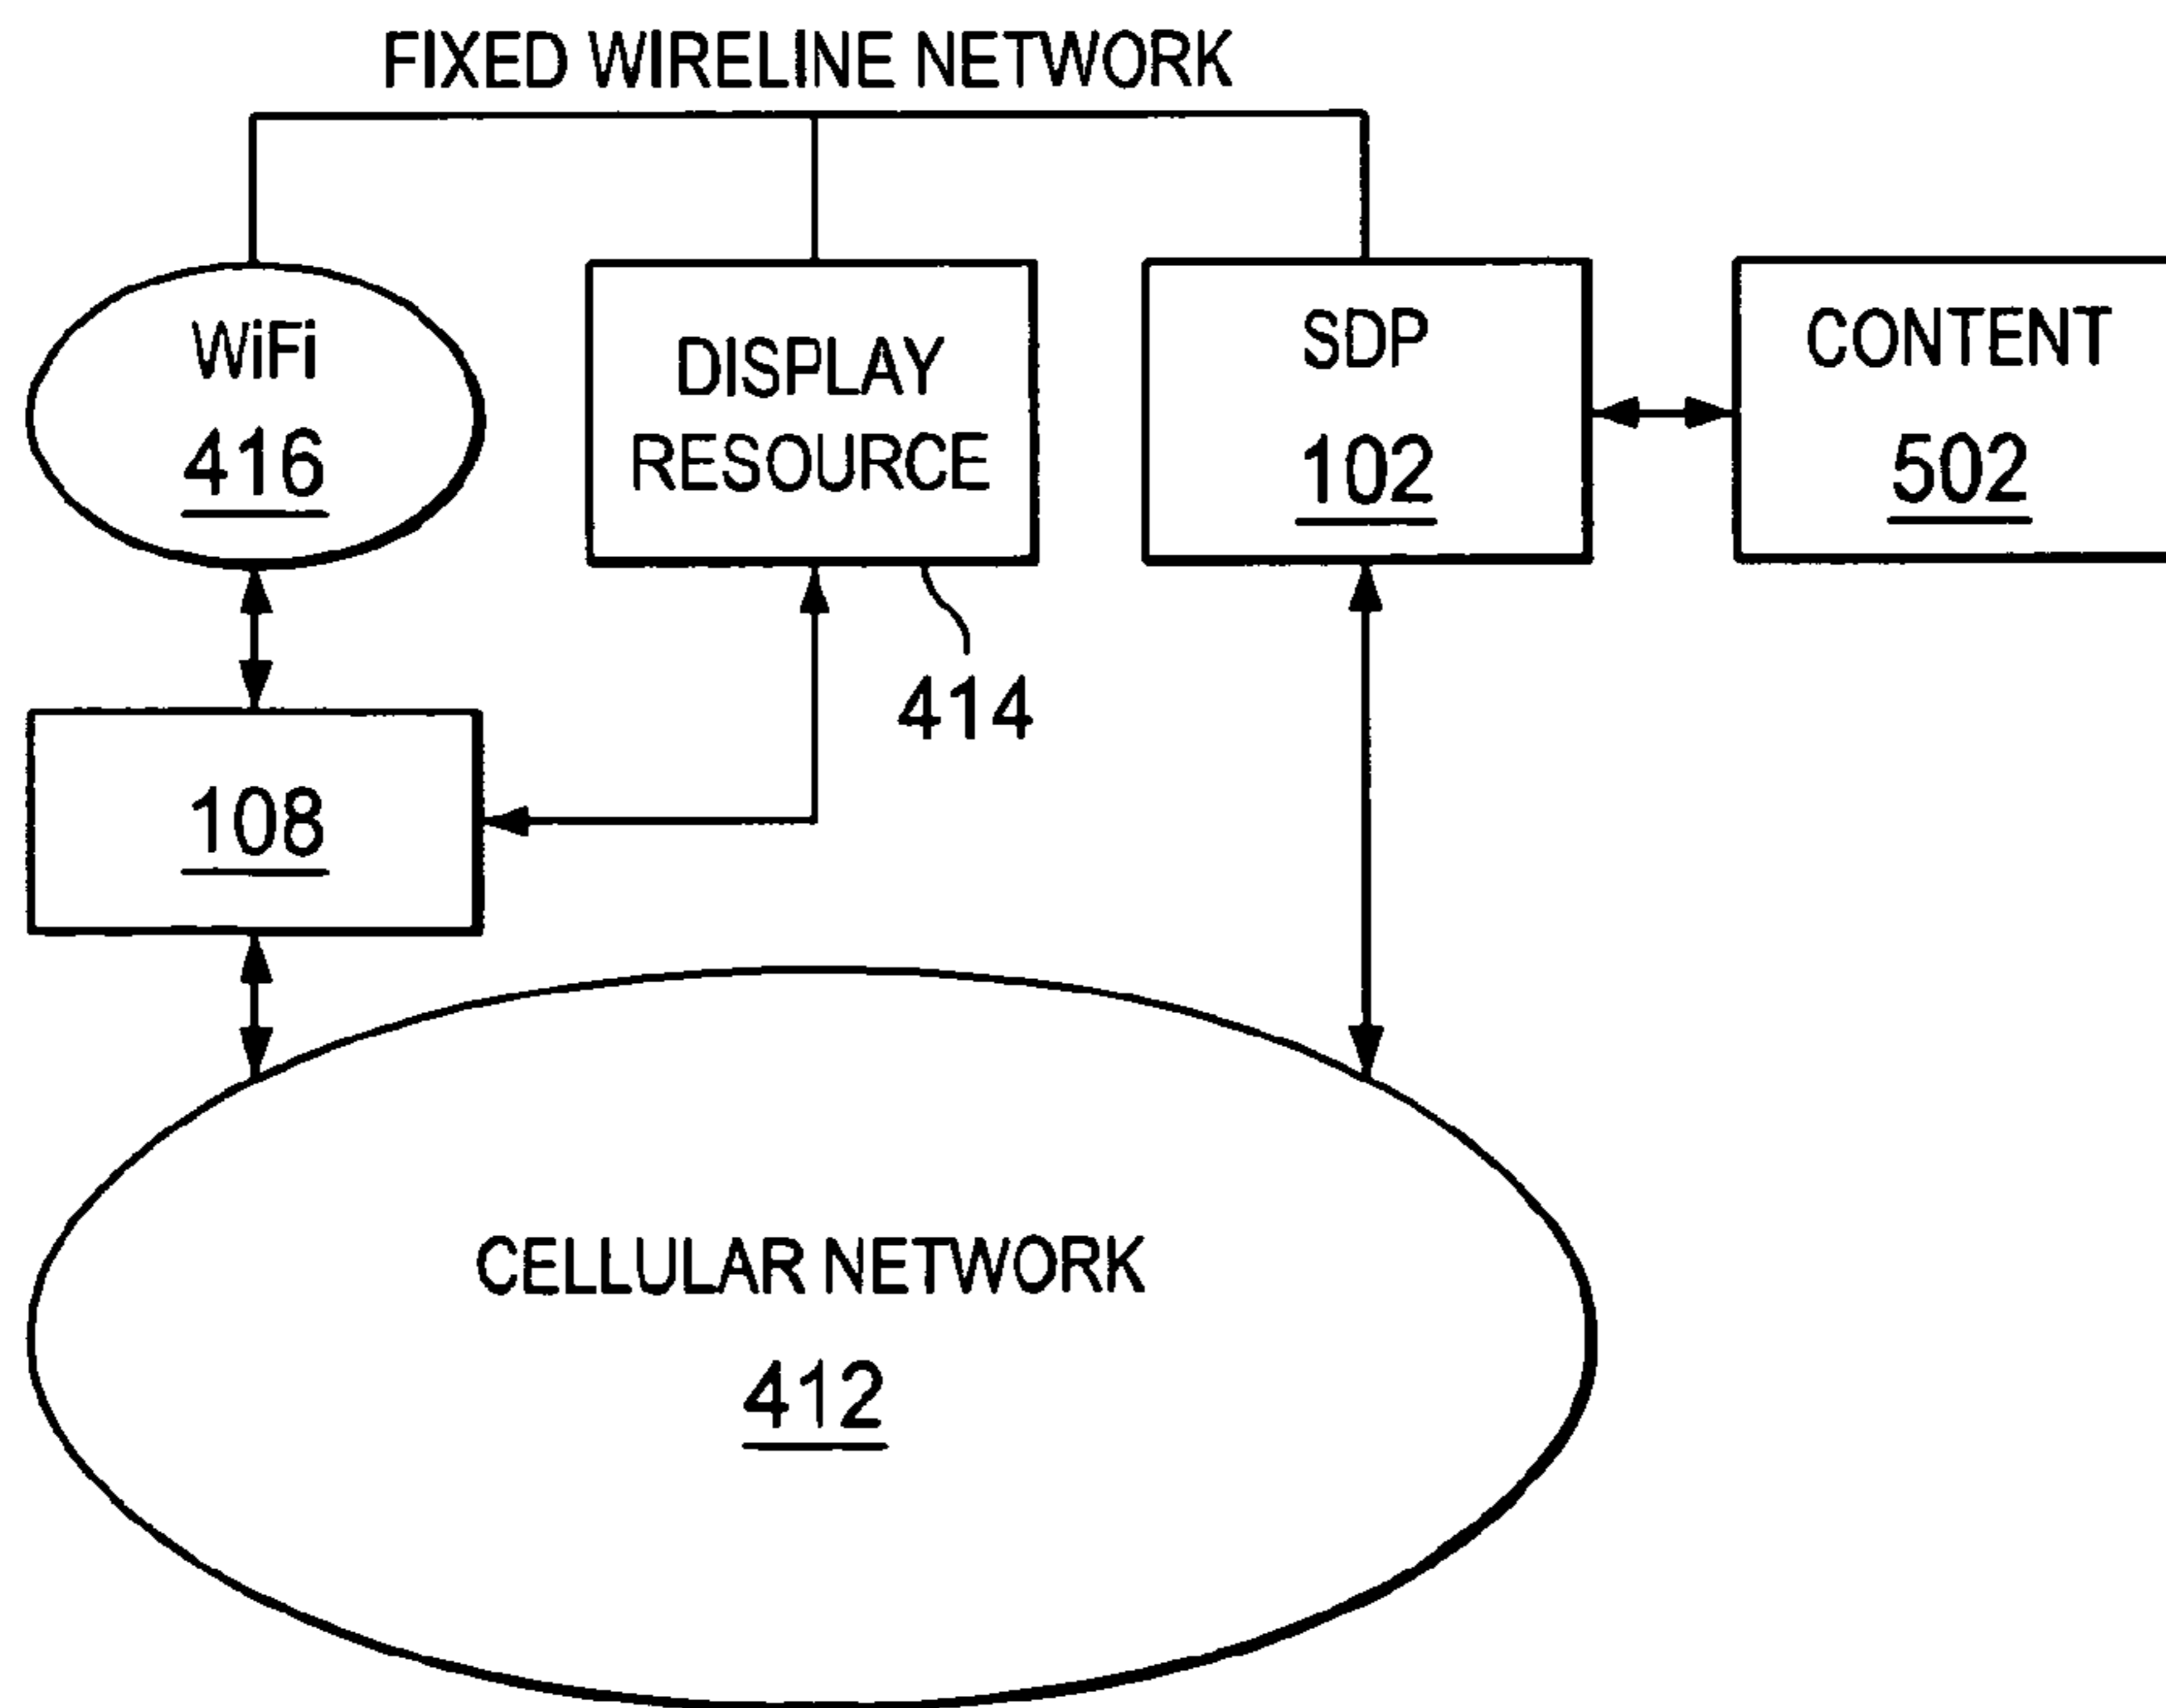 FIXED WIRELINE NETWORK
WiFi
416
DISPLAY
RESOURCE
414
SDP
102
CONTENT
502
108
CELLULAR NETWORK
412